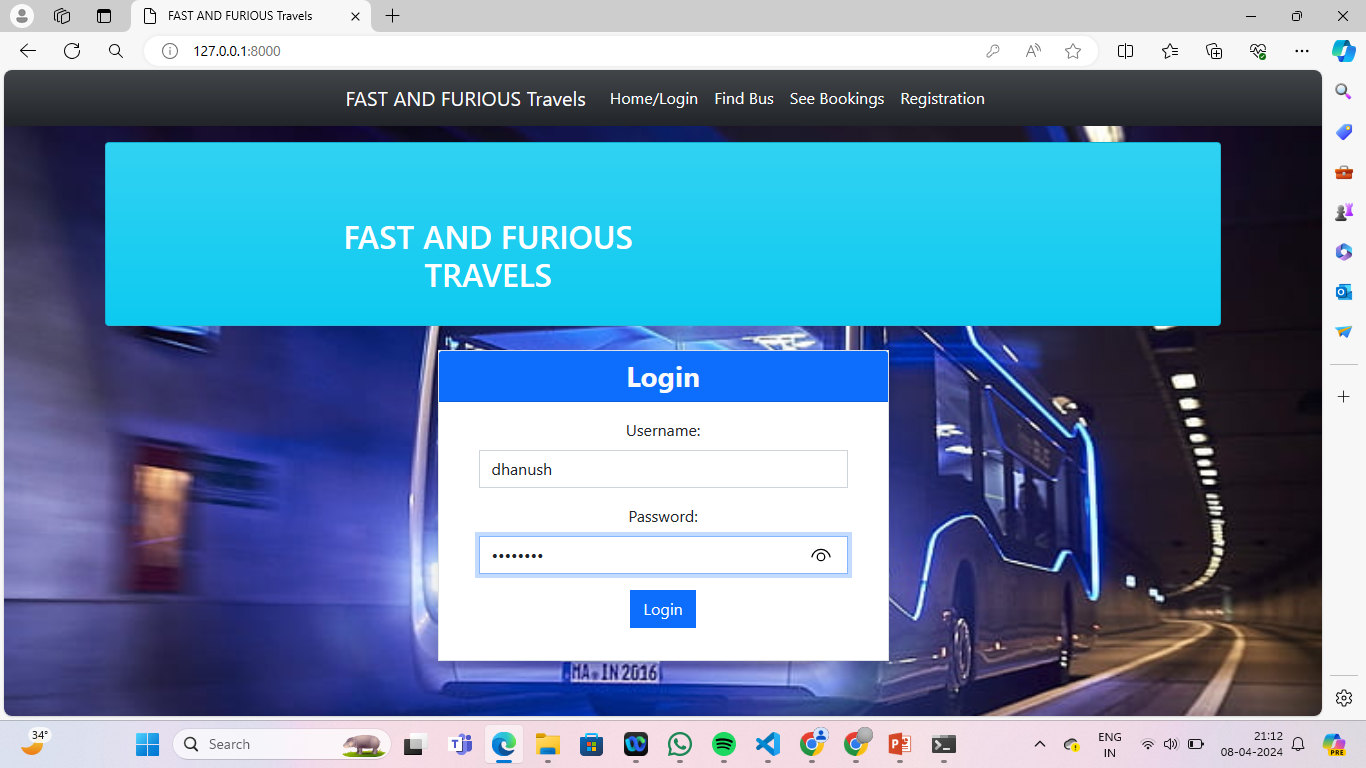 FAST AND FURIOUS Travels
127.0.0.1:8000
FAST AND FURIOUS Travels Home/Login Find Bus See Bookings Registration
FAST AND FURIOUS
TRAVELS
Login
Username:
dhanush
Password:
••••••••
Login
BUS
MA IN 2016
34°
Search
ENG
IN
21:12
08-04-2024
PRE